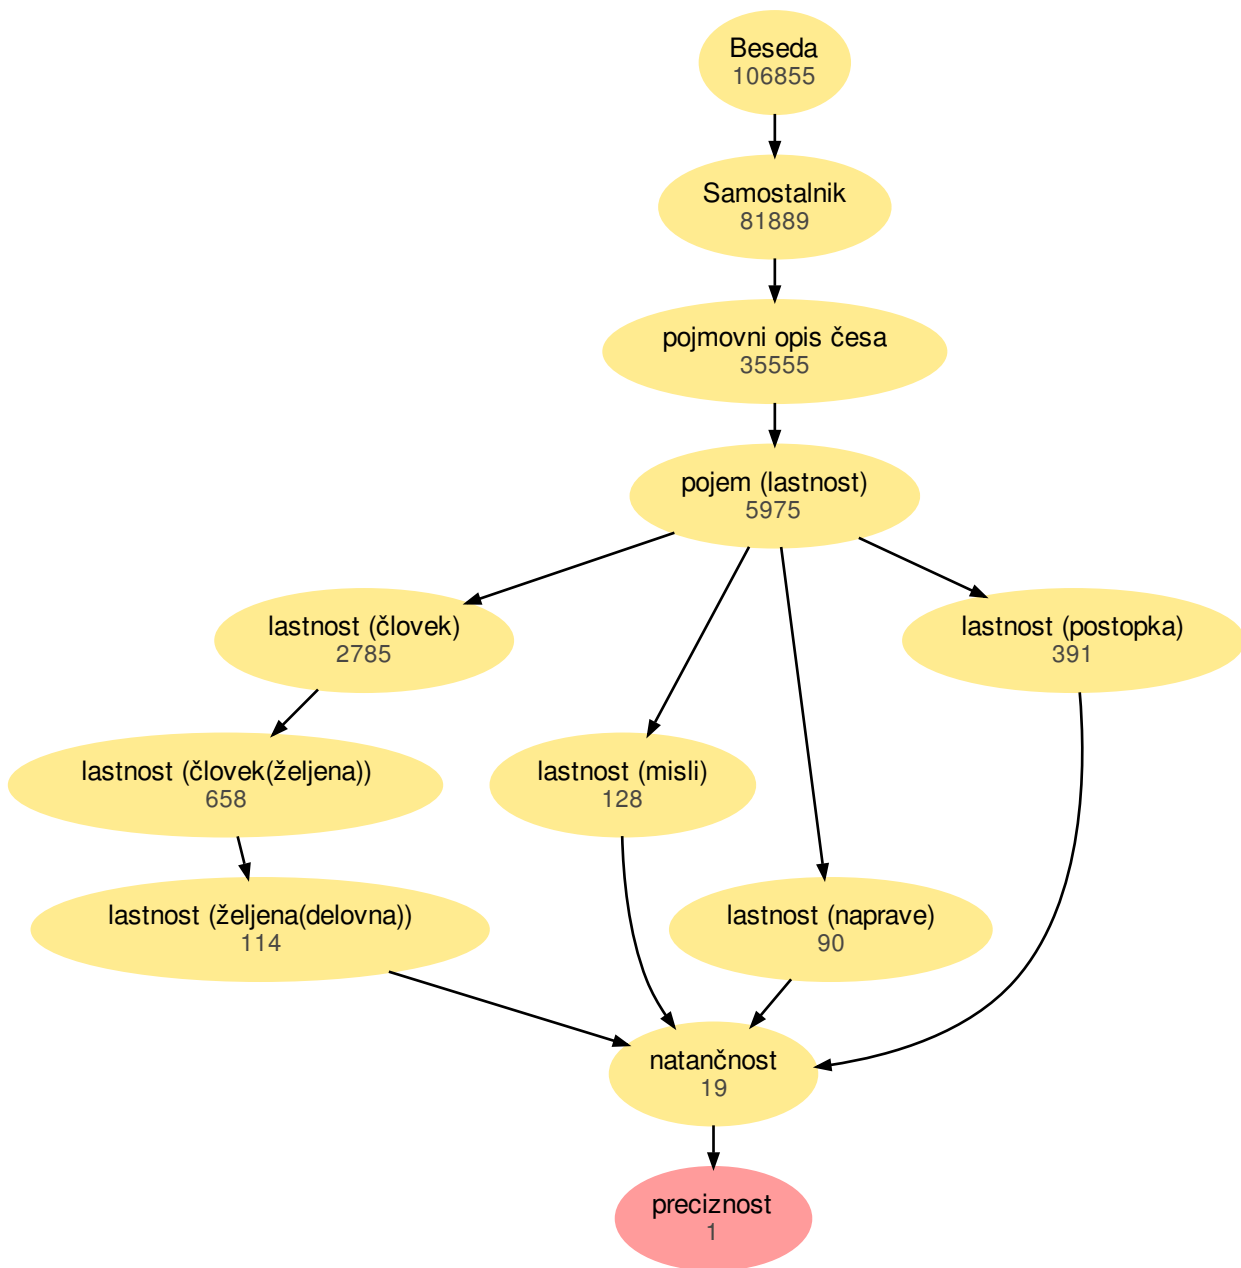 Beseda
106855
Samostalnik
81889
pojmovni opis česa
35555
pojem (lastnost)
5975
lastnost (človek)
2785
lastnost (postopka)
391
lastnost (človek(željena))
658
lastnost (misli)
128
lastnost (željena(delovna))
114
lastnost (naprave)
90
natančnost
19
preciznost
1